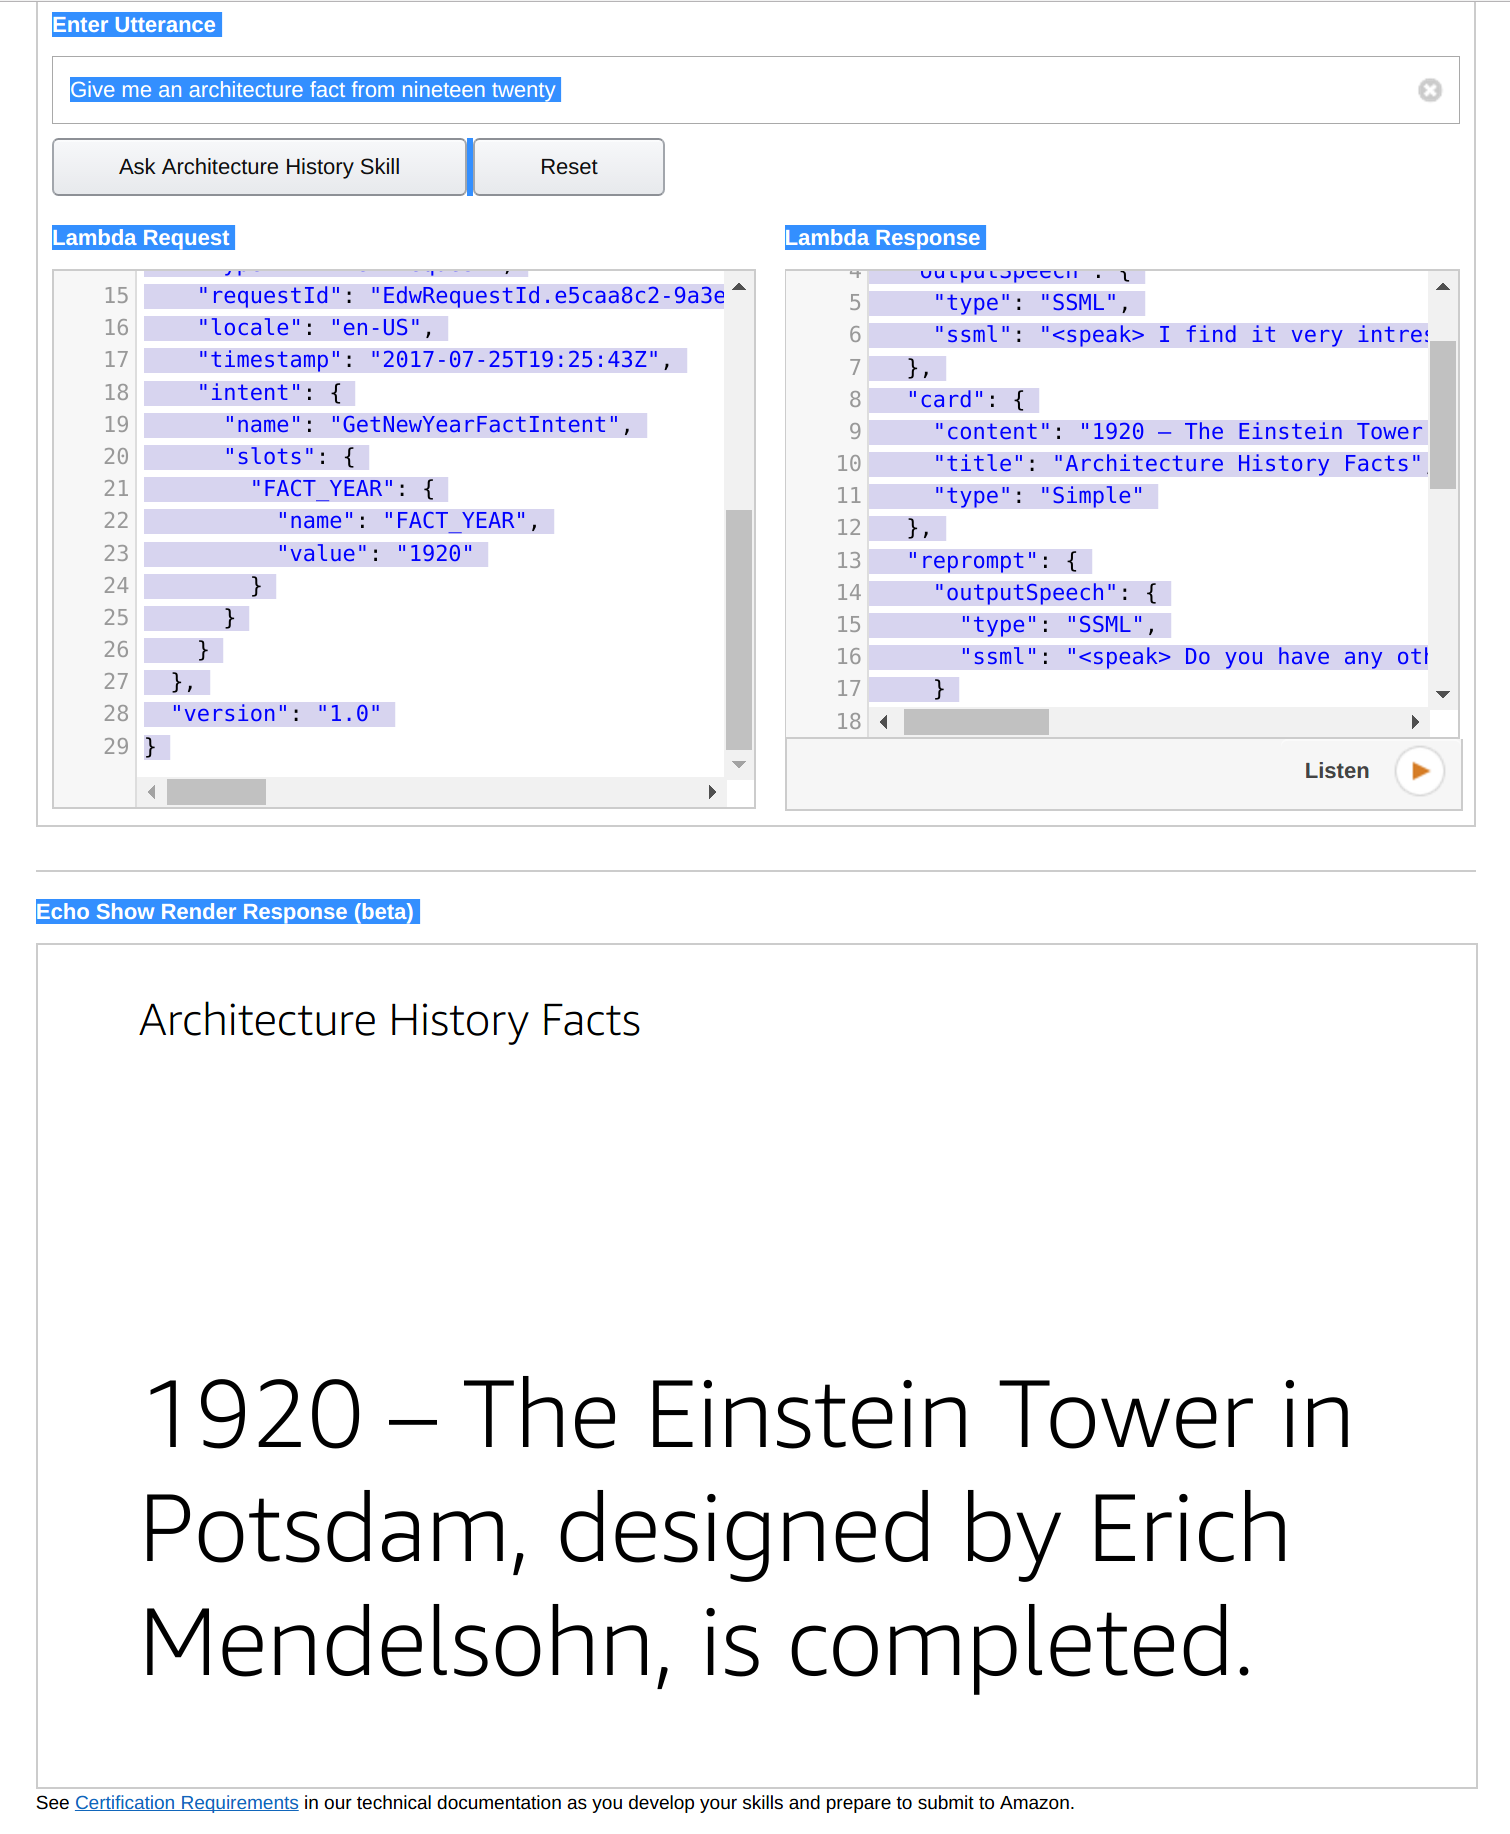 Enter Utterance
Give me an architecture fact from nineteen twenty
Ask Architecture History Skill
Reset
Lambda Request
15 "requestId": "EdwRequestId.e5caa8c2-9a3e
16 "locale": "en-US",
17 "timestamp": "2017-07-25T19:25:43Z",
18 "intent": {
19 "name": "GetNewYearFactIntent",
20 "slots": {
21 "FACT_YEAR": {
22 "name": "FACT_YEAR",
23 "value": "1920"
24 }
25 }
26 }
27 },
28 "version": "1.0"
29 }
Lambda Response
4 "outputSpeech": {
5 "type": "SSML",
6 "ssml": "<speak> I find it very intres
7 },
8 "card": {
9 "content": "1920 – The Einstein Tower
10 "title": "Architecture History Facts",
11 "type": "Simple"
12 },
13 "reprompt": {
14 "outputSpeech": {
15 "type": "SSML",
16 "ssml": "<speak> Do you have any oth
17 }
18
Listen
Echo Show Render Response (beta)
Architecture History Facts
1920 – The Einstein Tower in
Potsdam, designed by Erich
Mendelsohn, is completed.
See Certification Requirements in our technical documentation as you develop your skills and prepare to submit to Amazon.